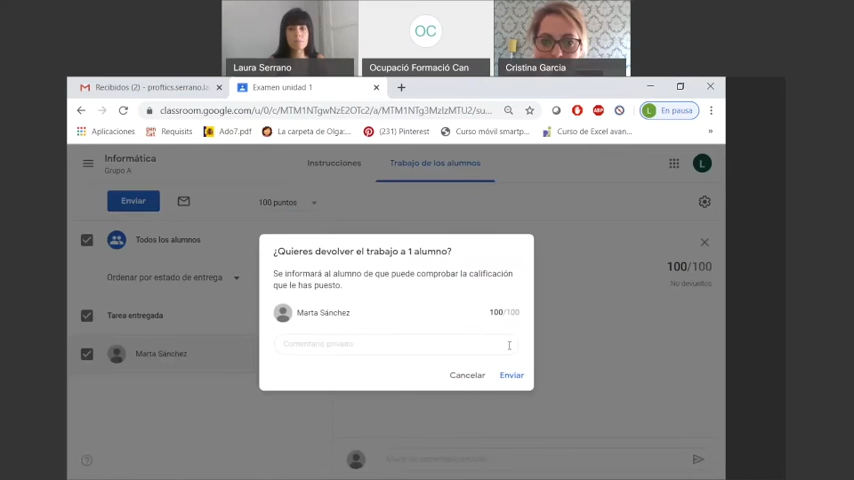 OC
Laura Serrano
Ocupació Formació Can
Cristina Garcia
Recibidos (2) - proftics.serrano.la
Examen unidad 1
classroom.google.com/u/0/c/MTM1NTgwNzE2OTc2/a/MTM1NTg3MzIzMTU2/su...
ABP
L
En pausa
Aplicaciones
Requisits
Ado7.pdf
La carpeta de Olga:...
(231) Pinterest
Curso móvil smartp...
Curso de Excel avan...
»
Informática
Grupo A
Instrucciones
Trabajo de los alumnos
L
Enviar
100 puntos
Todos los alumnos
Ordenar por estado de entrega
100/100
No devueltos
Tarea entregada
Marta Sánchez
¿Quieres devolver el trabajo a 1 alumno?
Se informará al alumno de que puede comprobar la calificación
que le has puesto.
Marta Sánchez
100/100
Comentario privado
Cancelar
Enviar